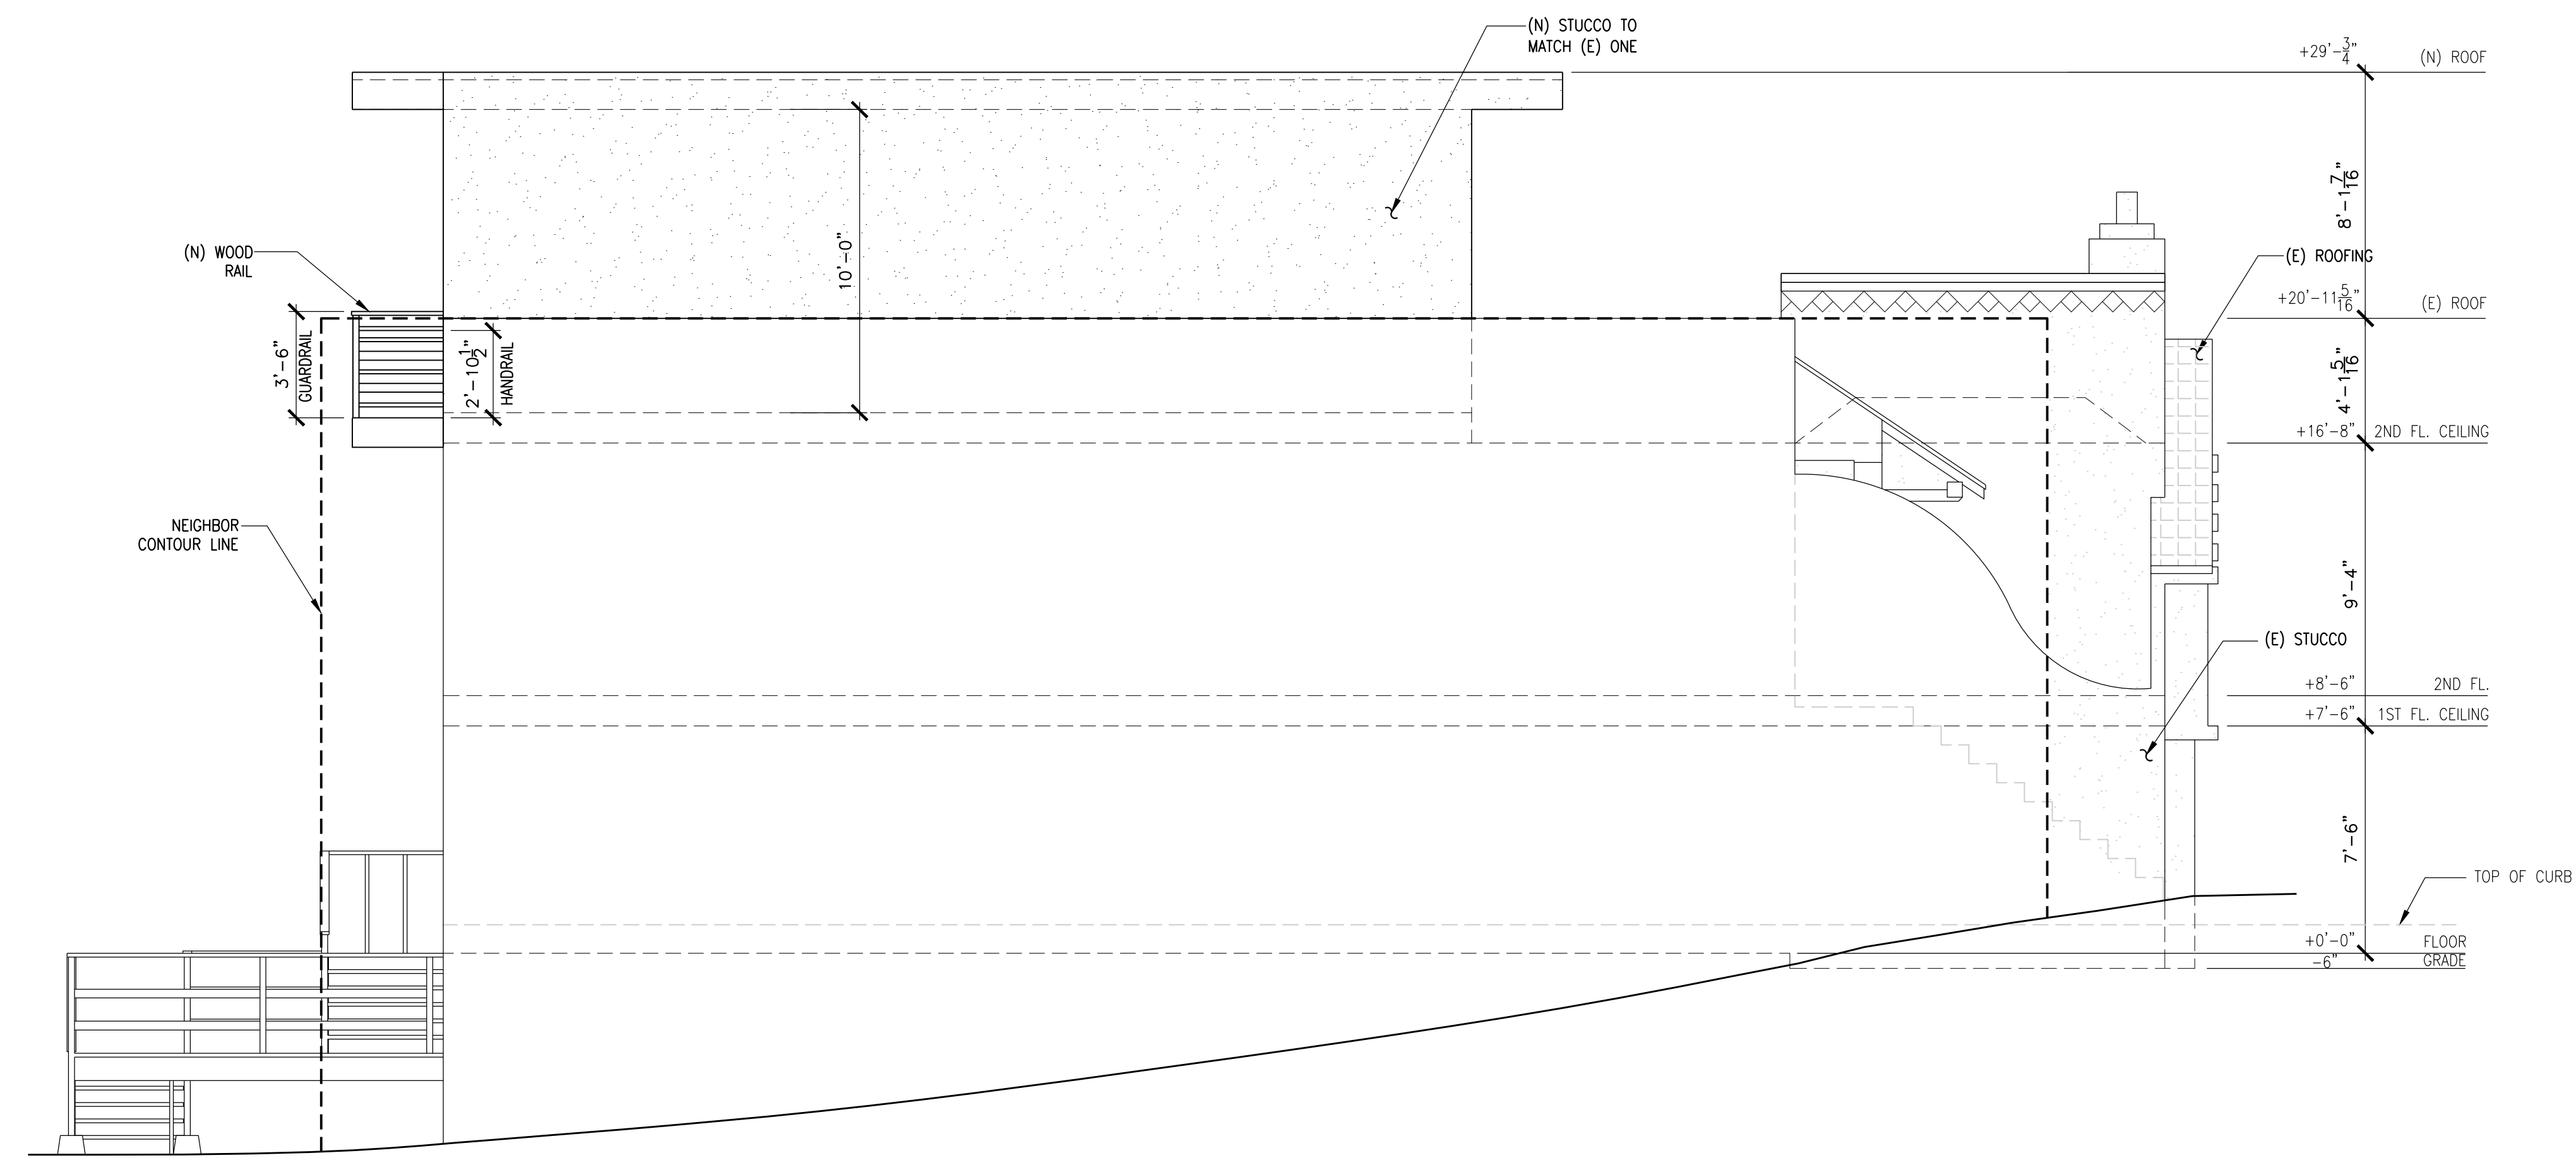 (N) STUCCO TO
MATCH (E) ONE
+29'-3/4"
(N) ROOF
8'-1 7/16"
(N) WOOD
RAIL
10'-0"
(E) ROOFING
+20'-11 5/16"
(E) ROOF
3'-6"
GUARDRAIL
2'-10 1/2"
HANDRAIL
4'-1 5/16"
+16'-8"
2ND FL. CEILING
NEIGHBOR
CONTOUR LINE
9'-4"
(E) STUCCO
+8'-6"
2ND FL.
+7'-6"
1ST FL. CEILING
7'-6"
TOP OF CURB
+0'-0"
FLOOR
-6"
GRADE